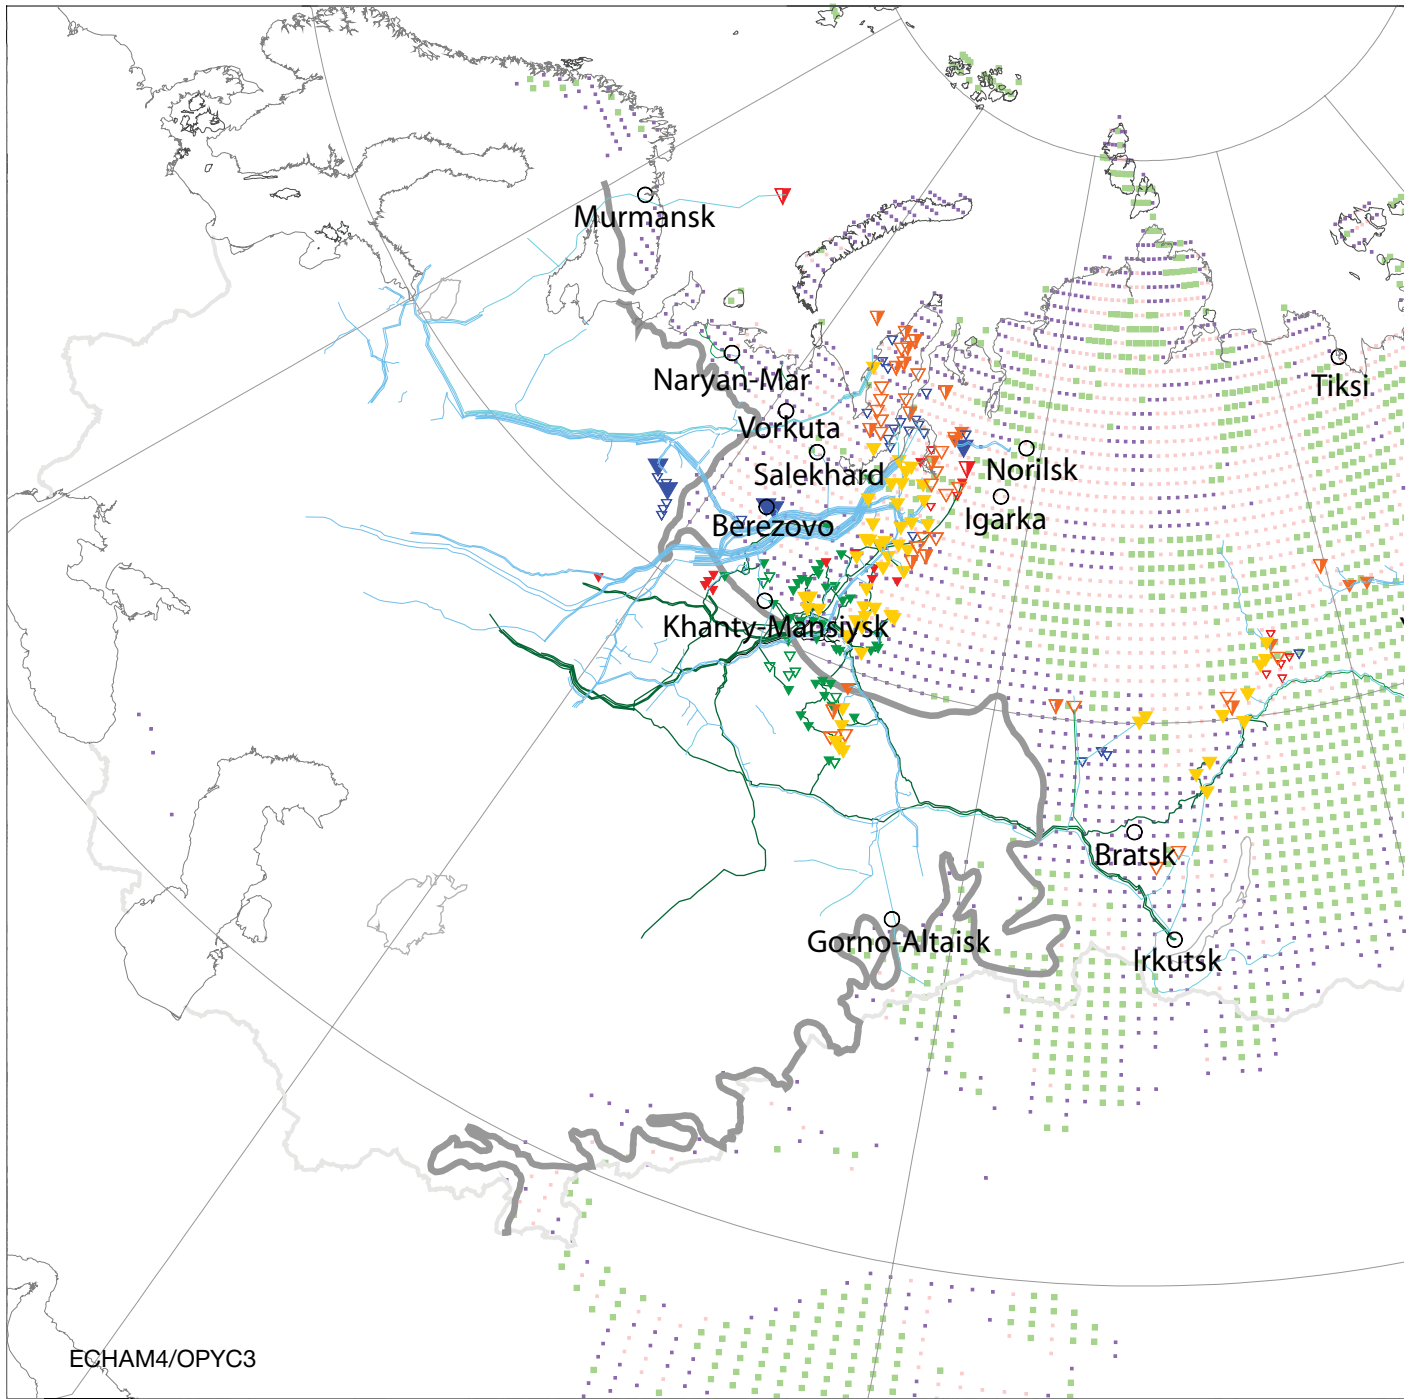 Murmansk
Naryan-Mar
Tiksi
Vorkuta
Salekhard
Norilsk
Igarka
Berezovo
Khanty-Mansiysk
Bratsk
Gorno-Altaisk
Irkutsk
ECHAM4/OPYC3